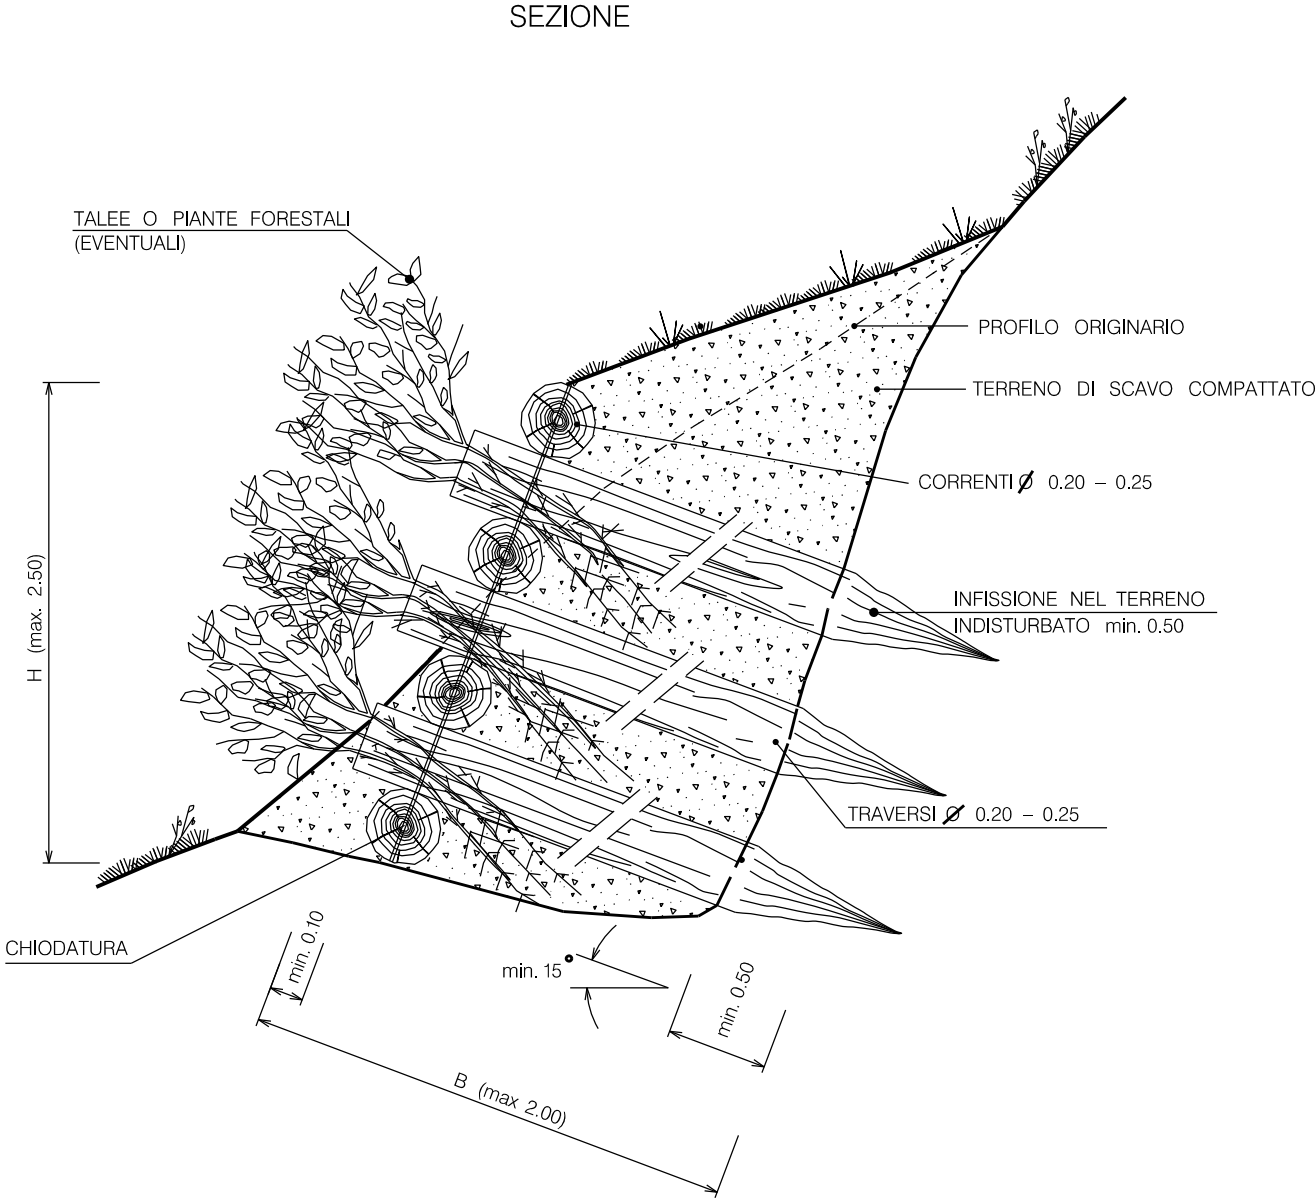 SEZIONE
TALEE O PIANTE FORESTALI
(EVENTUALI)
PROFILO ORIGINARIO
TERRENO DI SCAVO COMPATTATO
CORRENTI Ø 0.20 – 0.25
H (max. 2.50)
INFISSIONE NEL TERRENO
INDISTURBATO min. 0.50
TRAVERSI Ø 0.20 – 0.25
CHIODATURA
min. 0.10
min. 15°
min. 0.50
B (max 2.00)